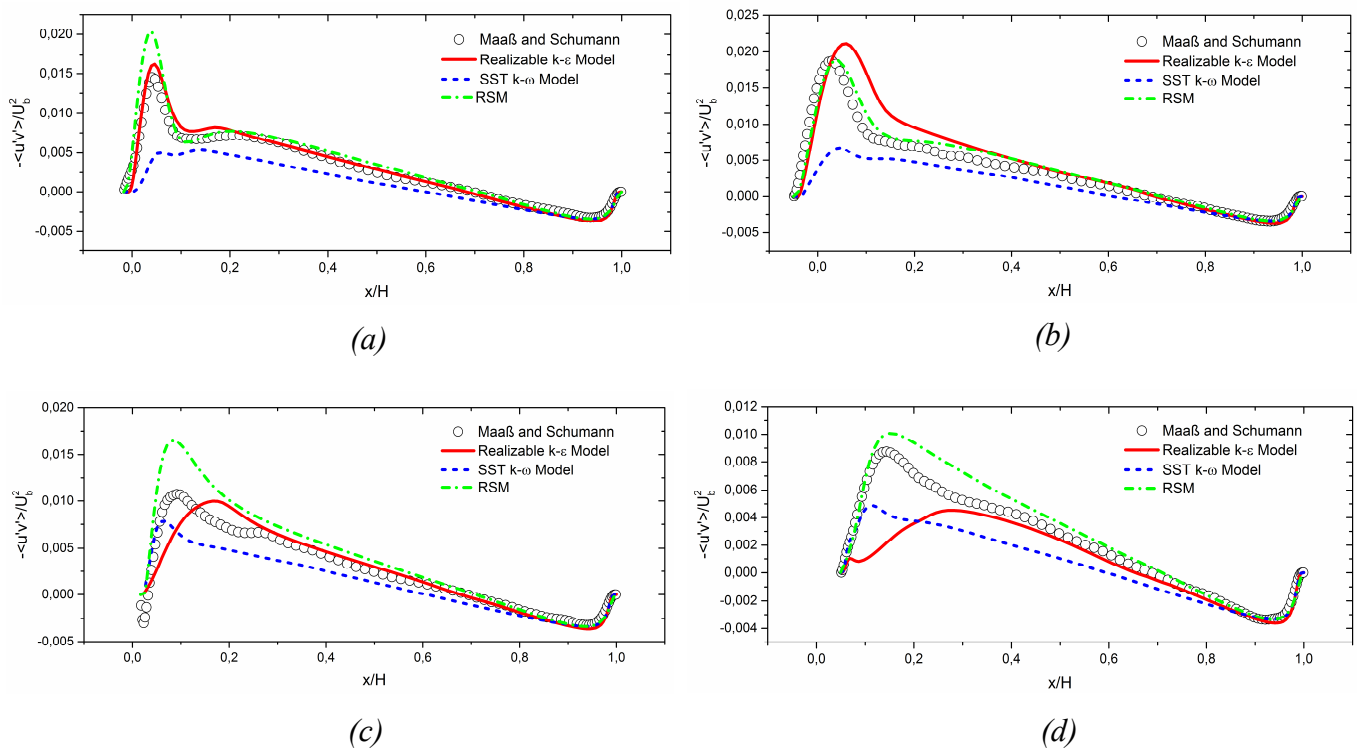 -<u'v'>/U_b^2
0,020
0,015
0,010
0,005
0,000
-0,005
0,0
0,2
0,4
0,6
0,8
1,0
x/H
Maaß and Schumann
Realizable k-ε Model
SST k-ω Model
RSM
(a)
-<u'v'>/U_b^2
0,025
0,020
0,015
0,010
0,005
0,000
-0,005
0,0
0,2
0,4
0,6
0,8
1,0
x/H
Maaß and Schumann
Realizable k-ε Model
SST k-ω Model
RSM
(b)
-<u'v'>/U_b^2
0,020
0,015
0,010
0,005
0,000
-0,005
0,0
0,2
0,4
0,6
0,8
1,0
x/H
Maaß and Schumann
Realizable k-ε Model
SST k-ω Model
RSM
(c)
-<u'v'>/U_b^2
0,012
0,010
0,008
0,006
0,004
0,002
0,000
-0,002
-0,004
0,0
0,2
0,4
0,6
0,8
1,0
x/H
Maaß and Schumann
Realizable k-ε Model
SST k-ω Model
RSM
(d)